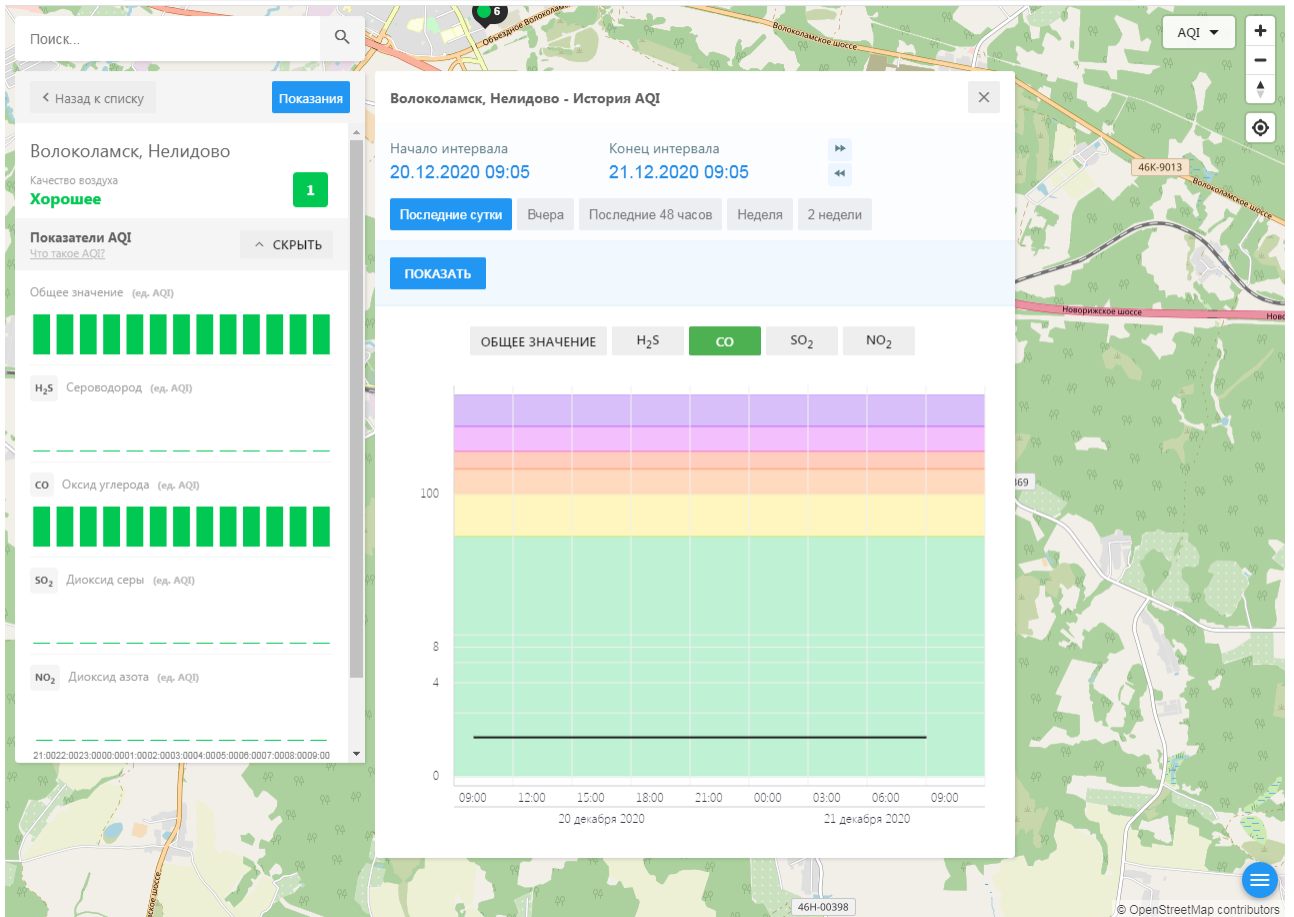 6
Объездное Волоколамск
Волоколамское шоссе
Поиск...
AQI
Назад к списку
Показания
Волоколамск, Нелидово - История AQI
Волоколамск, Нелидово
Качество воздуха
Хорошее
1
Начало интервала
Конец интервала
20.12.2020 09:05
21.12.2020 09:05
46К-9013
Волоколамское шоссе
Последние сутки
Вчера
Последние 48 часов
Неделя
2 недели
Показатели AQI
Что такое AQI?
СКРЫТЬ
ПОКАЗАТЬ
Общее значение (ед. AQI)
Новорижское шоссе
Ново
ОБЩЕЕ ЗНАЧЕНИЕ
H2S
CO
SO2
NO2
H2S Сероводород (ед. AQI)
CO Оксид углерода (ед. AQI)
SO2 Диоксид серы (ед. AQI)
NO2 Диоксид азота (ед. AQI)
21:0022:0023:0000:0001:0002:0003:0004:0005:0006:0007:0008:0009:00
100
8
4
0
09:00 12:00 15:00 18:00 21:00 00:00 03:00 06:00 09:00
20 декабря 2020
21 декабря 2020
369
ское шоссе
46Н-00398
© OpenStreetMap contributors